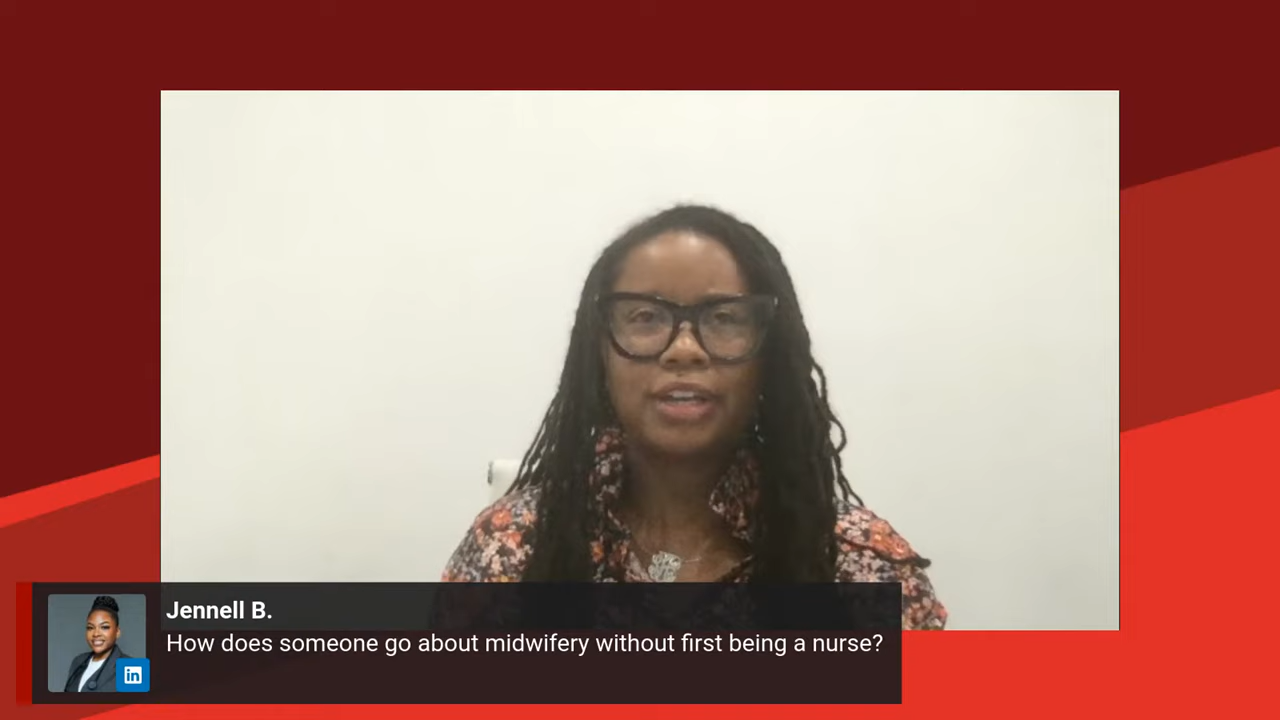 Jennell B.
How does someone go about midwifery without first being a nurse?
in